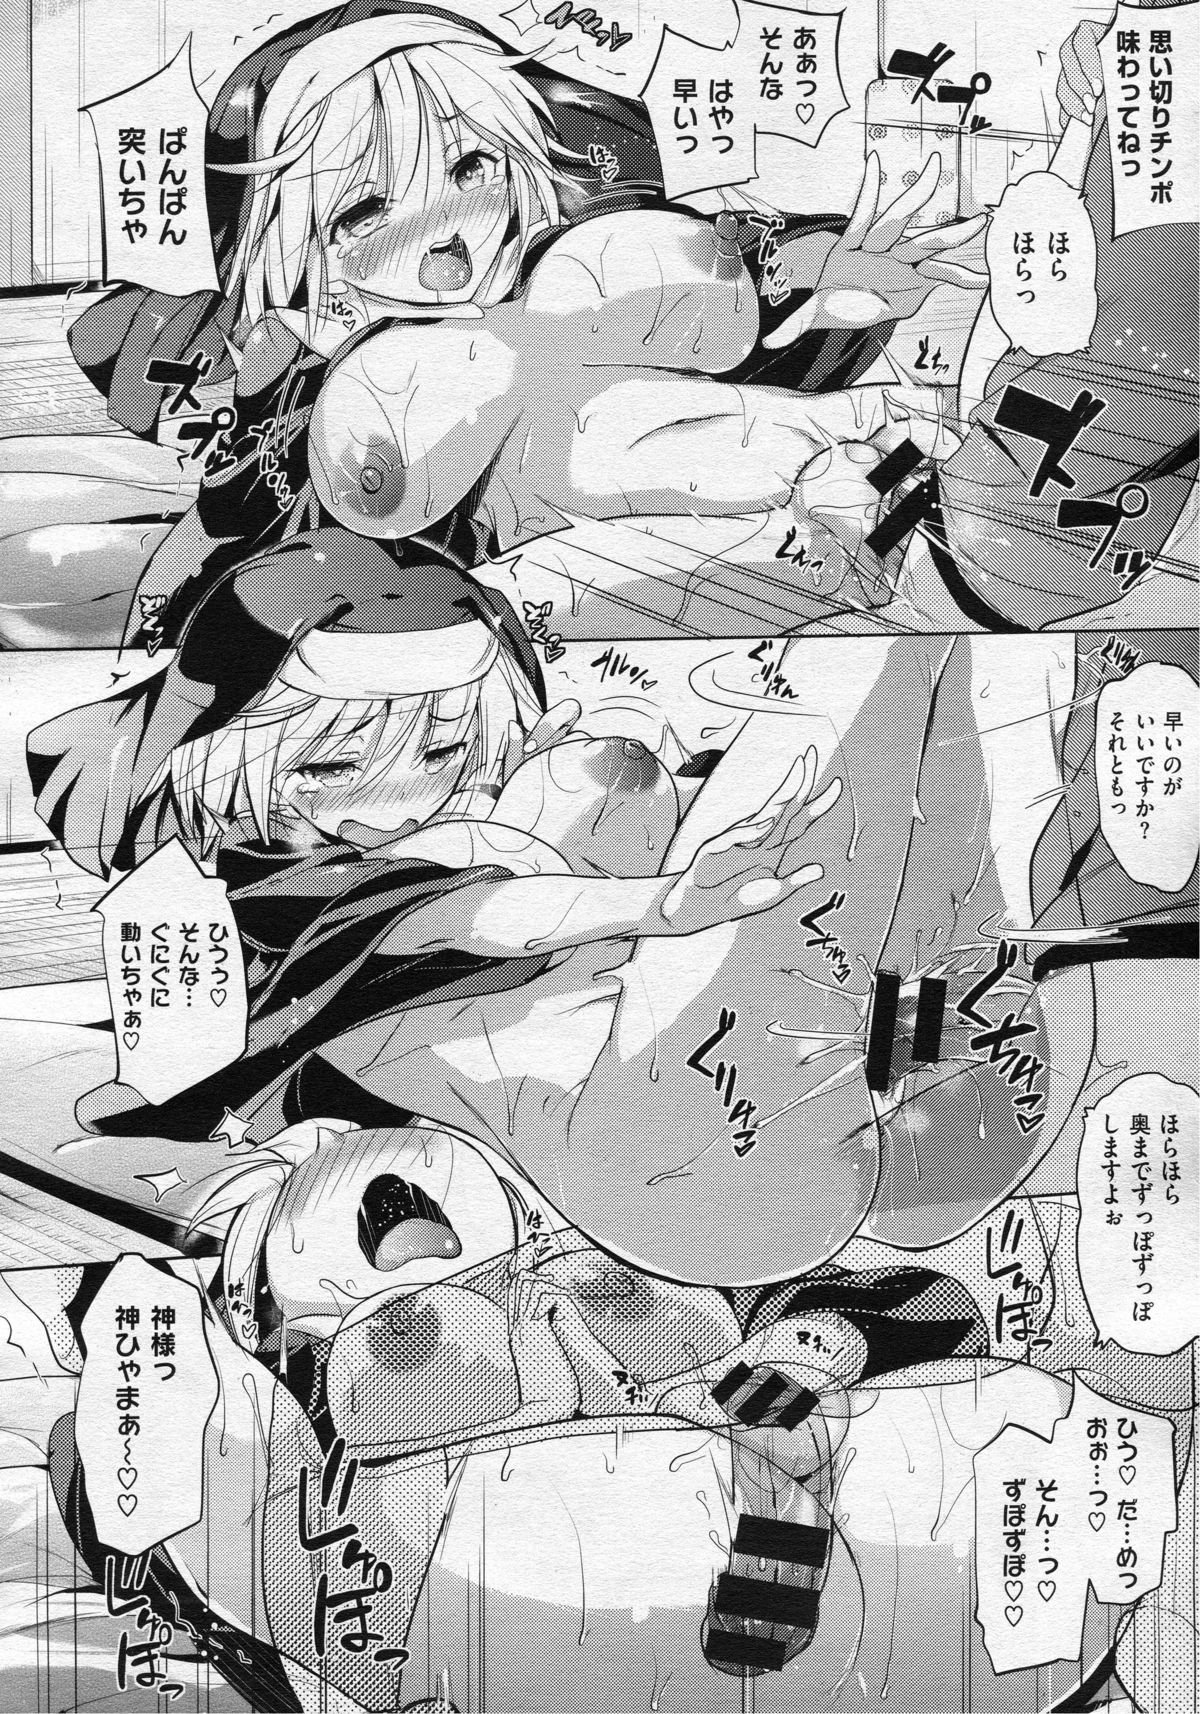 思い切りチンポ
味わってねっ
ほら
ほらっ
ああっ♡
そんな
はやっ
早いっ
ぱんぱん
突いちゃ
ズプッ
ズプッ
早いのが
いいですか?
それともっ
ひうぅ♡
そんな…
ぐにぐに
動いちゃぁ♡
ほらほら
奥までずっぽずっぽ
しますよぉ
ひう♡だ…めっ
おぉ…っ♡
そん…っ♡
ずぽずぽ♡♡
神様っ
神ひゃまぁ〜♡♡
じゅぽっ
じゅぽっ
じゅぽっ